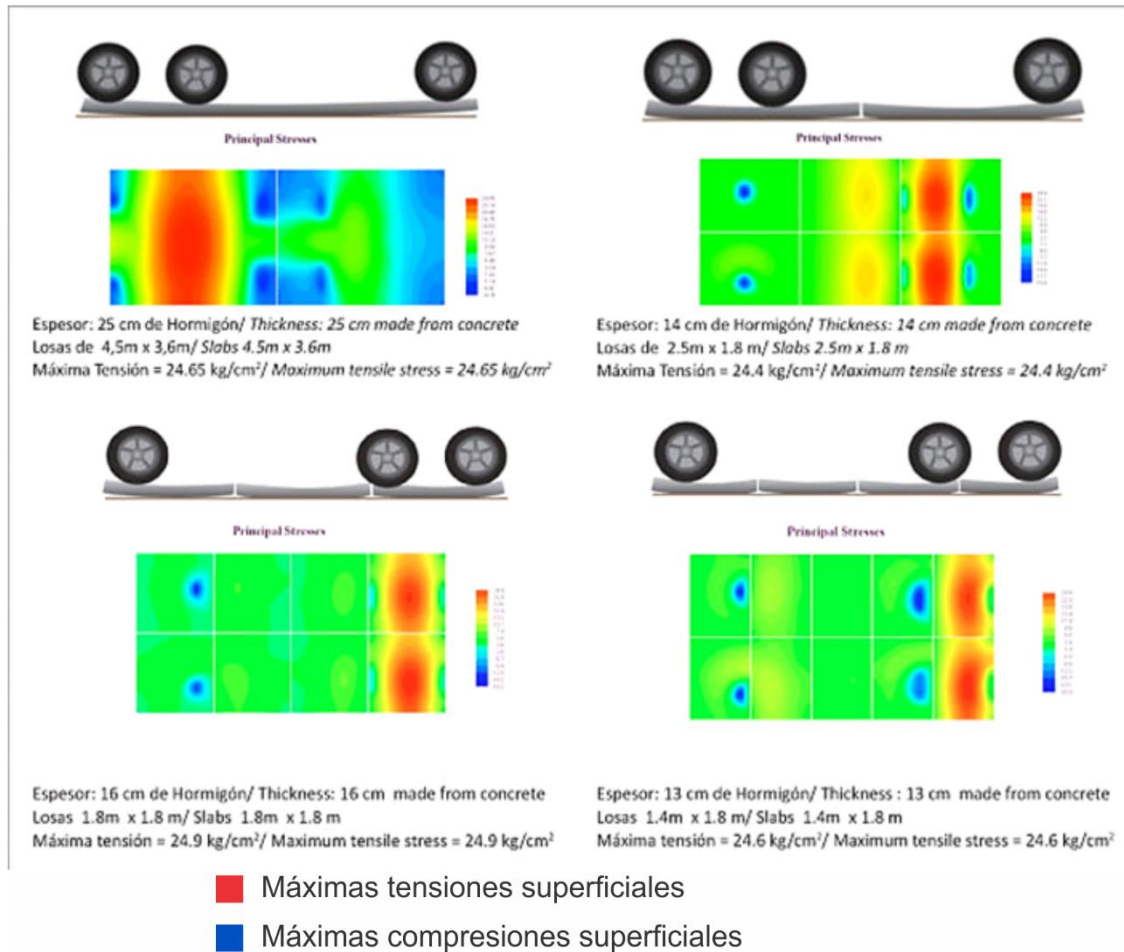 Principal Stresses
Espesor: 25 cm de Hormigón/ Thickness: 25 cm made from concrete
Losas de 4,5m x 3,6m/ Slabs 4.5m x 3.6m
Máxima Tensión = 24.65 kg/cm²/ Maximum tensile stress = 24.65 kg/cm²
Principal Stresses
Espesor: 14 cm de Hormigón/ Thickness: 14 cm made from concrete
Losas de 2.5m x 1.8 m/ Slabs 2.5m x 1.8 m
Máxima Tensión = 24.4 kg/cm²/ Maximum tensile stress = 24.4 kg/cm²
Principal Stresses
Espesor: 16 cm de Hormigón/ Thickness: 16 cm made from concrete
Losas 1.8m x 1.8 m/ Slabs 1.8m x 1.8 m
Máxima tensión = 24.9 kg/cm²/ Maximum tensile stress = 24.9 kg/cm²
Principal Stresses
Espesor: 13 cm de Hormigón/ Thickness : 13 cm made from concrete
Losas 1.4m x 1.8 m/ Slabs 1.4m x 1.8 m
Máxima tensión = 24.6 kg/cm²/ Maximum tensile stress = 24.6 kg/cm²
Máximas tensiones superficiales
Máximas compresiones superficiales